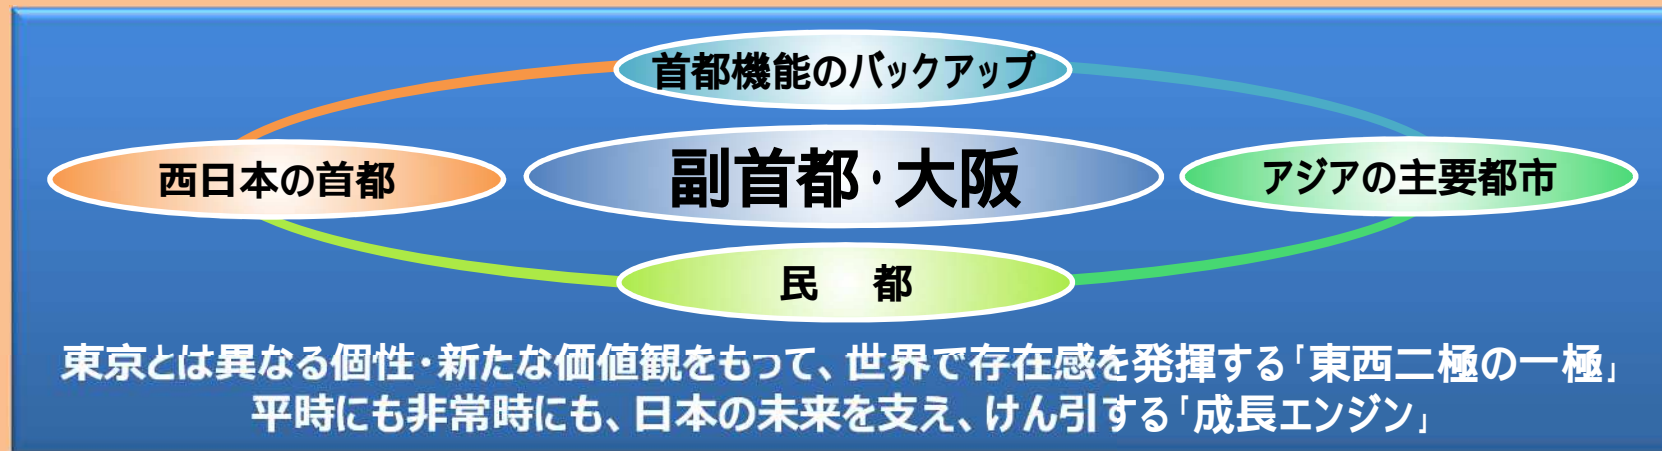 首都機能のバックアップ
西日本の首都
副首都・大阪
アジアの主要都市
民 都
東京とは異なる個性・新たな価値観をもって、世界で存在感を発揮する「東西二極の一極」
平時にも非常時にも、日本の未来を支え、けん引する「成長エンジン」